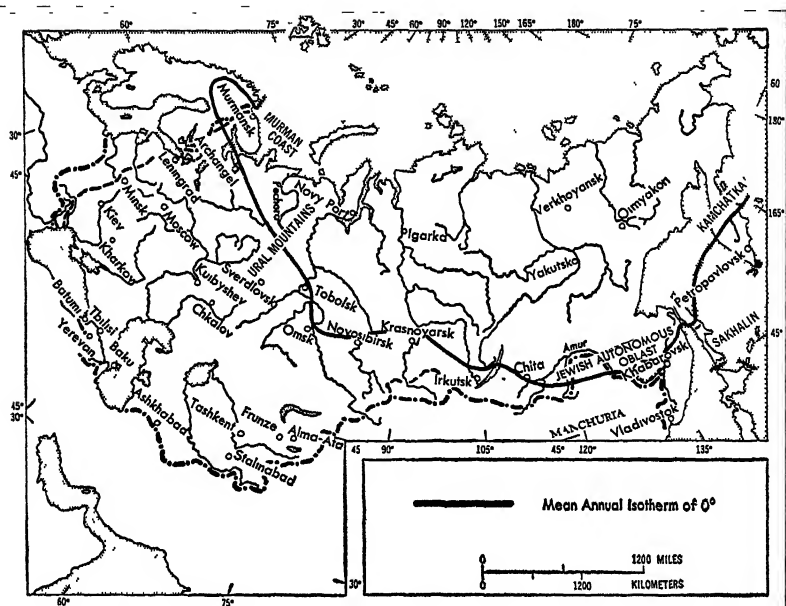 60° 75° 30° 45° 60° 90° 120° 150° 165° 180° 75°
60
180°
30°
45°
165°
45°
45°
30°
Murmansk
MURMAN COAST
Archangel
Leningrad
Minsk
Moscow
Kiev
Kharkov
Pechora
Novy Port
URAL MOUNTAINS
Igarka
Verkhoyansk
Oimyakon
KAMCHATKA
Yakutsk
Petropavlovsk
Kuibyshev
Sverdlovsk
Chkalov
Tobolsk
Omsk
Novosibirsk
Krasnoyarsk
Batumi
Tbilsi
Yerevan
Baku
Irkutsk
Chita
Amur
JEWISH AUTONOMOUS
OBLAST
Khabarovsk
SAKHALIN
Ashkhabad
Tashkent
Frunze
Alma-Ata
Stalinabad
MANCHURIA
Vladivostok
45 90° 105° 120° 135°
Mean Annual Isotherm of 0°
0 1200 MILES
0 1200 KILOMETERS
60° 75° 30°